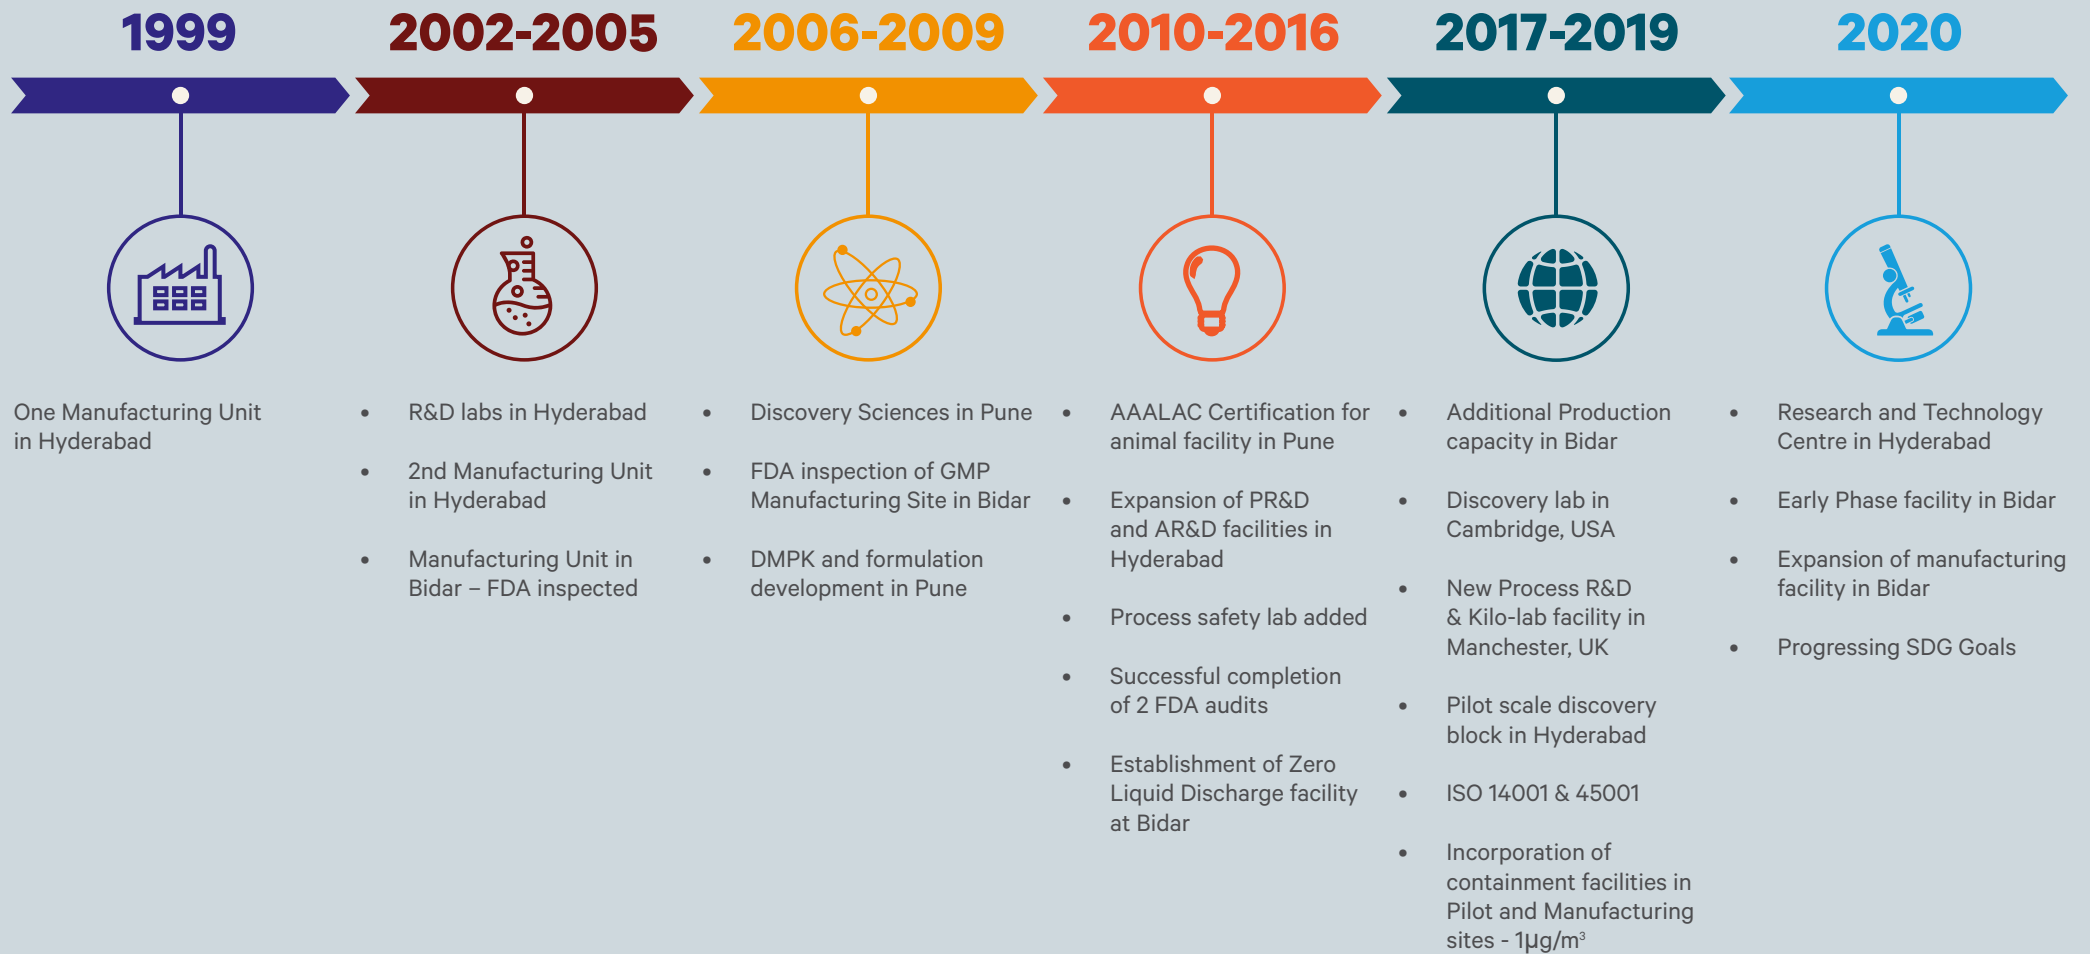 1999
One Manufacturing Unit
in Hyderabad
2002-2005
• R&D labs in Hyderabad
• 2nd Manufacturing Unit
in Hyderabad
• Manufacturing Unit in
Bidar – FDA inspected
2006-2009
• Discovery Sciences in Pune
• FDA inspection of GMP
Manufacturing Site in Bidar
• DMPK and formulation
development in Pune
2010-2016
• AAALAC Certification for
animal facility in Pune
• Expansion of PR&D
and AR&D facilities in
Hyderabad
• Process safety lab added
• Successful completion
of 2 FDA audits
• Establishment of Zero
Liquid Discharge facility
at Bidar
2017-2019
• Additional Production
capacity in Bidar
• Discovery lab in
Cambridge, USA
• New Process R&D
& Kilo-lab facility in
Manchester, UK
• Pilot scale discovery
block in Hyderabad
• ISO 14001 & 45001
• Incorporation of
containment facilities in
Pilot and Manufacturing
sites - 1µg/m³
2020
• Research and Technology
Centre in Hyderabad
• Early Phase facility in Bidar
• Expansion of manufacturing
facility in Bidar
• Progressing SDG Goals